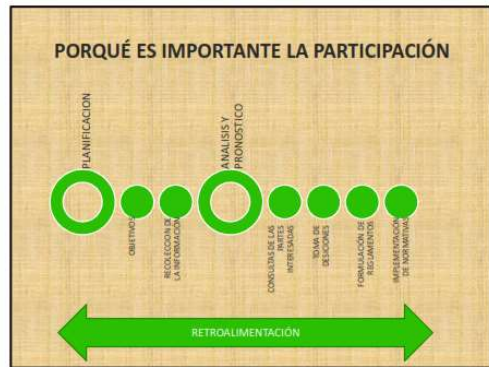 PORQUÉ ES IMPORTANTE LA PARTICIPACIÓN
PLANIFICACION
OBJETIVOS
RECOLECCION DE
LA INFORMACIÓN
ANALISIS Y
PRONOSTICO
CONSULTAS DE LAS
PARTES
INTERESADAS
TOMA DE
DESICIONES
FORMULACIÓN DE
REGLAMENTOS
IMPLEMENTACIÓN
DE NORMATIVAS
RETROALIMENTACIÓN